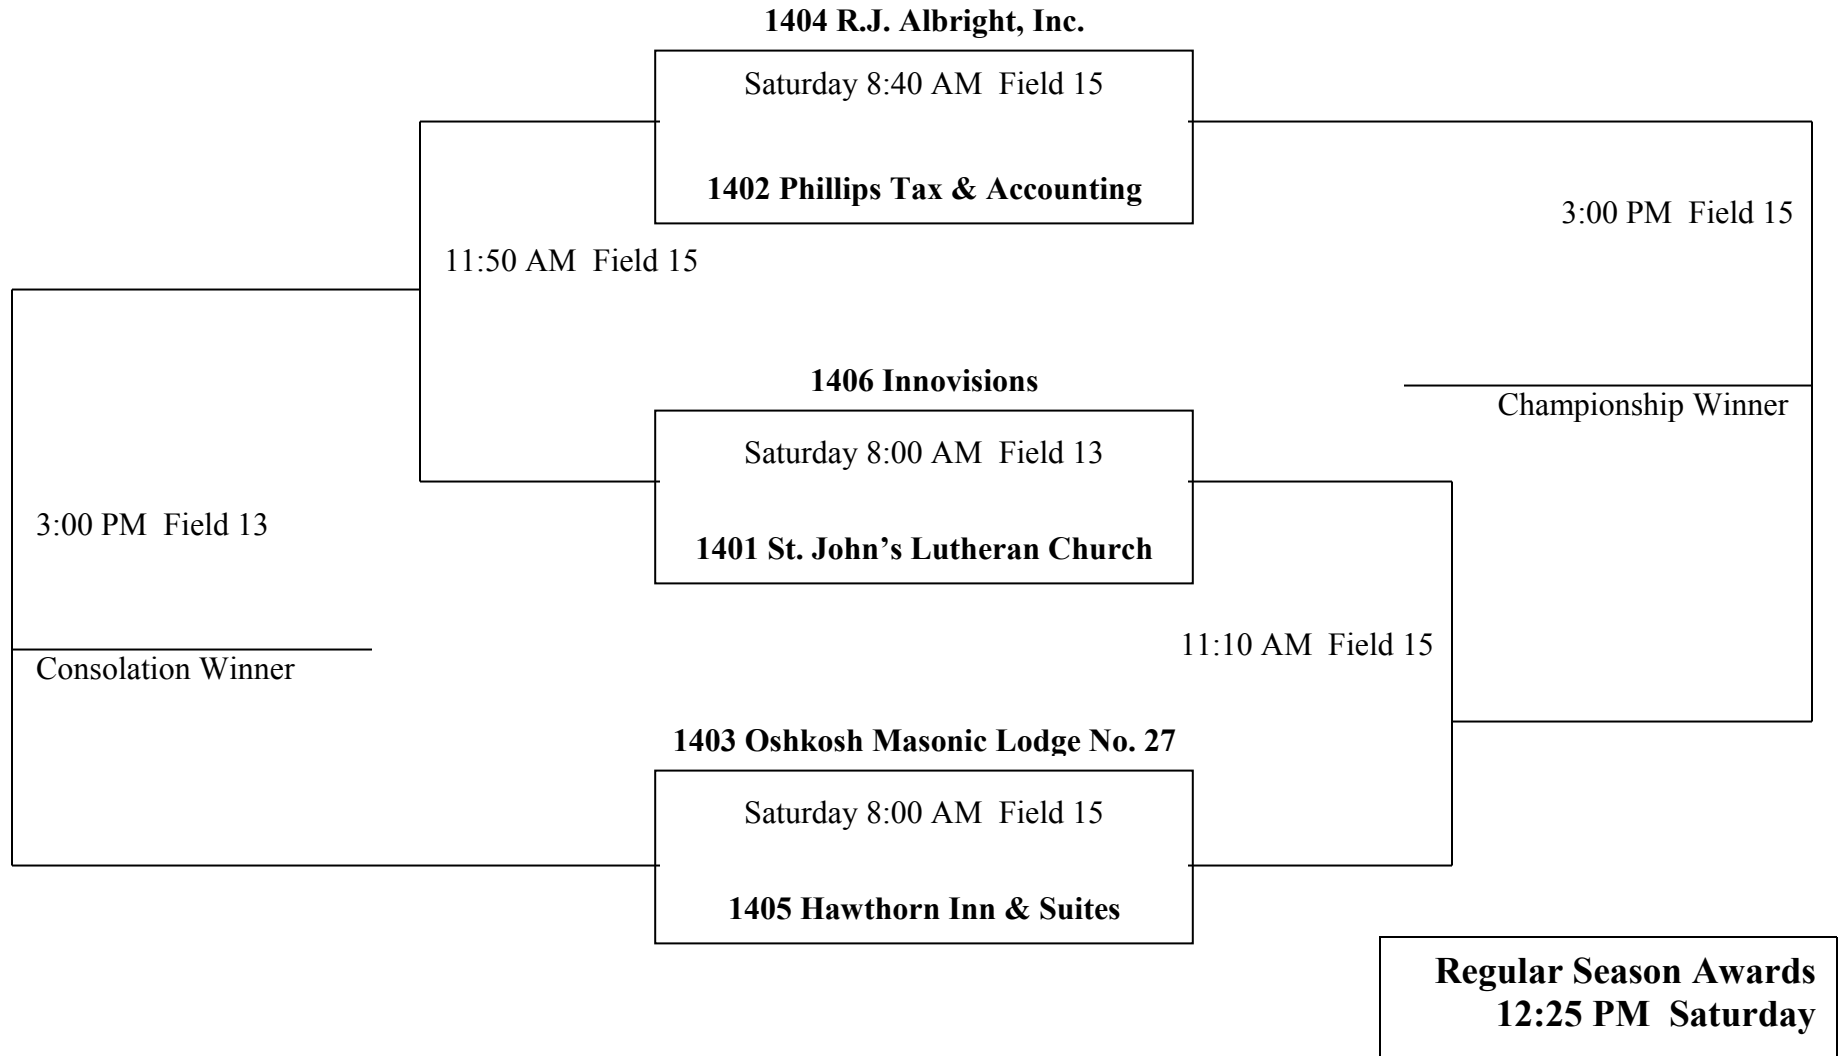 1404 R.J. Albright, Inc.
Saturday 8:40 AM  Field 15
1402 Phillips Tax & Accounting
3:00 PM  Field 15
11:50 AM  Field 15
1406 Innovisions
Championship Winner
Saturday 8:00 AM  Field 13
3:00 PM  Field 13
1401 St. John’s Lutheran Church
11:10 AM  Field 15
Consolation Winner
1403 Oshkosh Masonic Lodge No. 27
Saturday 8:00 AM  Field 15
1405 Hawthorn Inn & Suites
Regular Season Awards
12:25 PM  Saturday